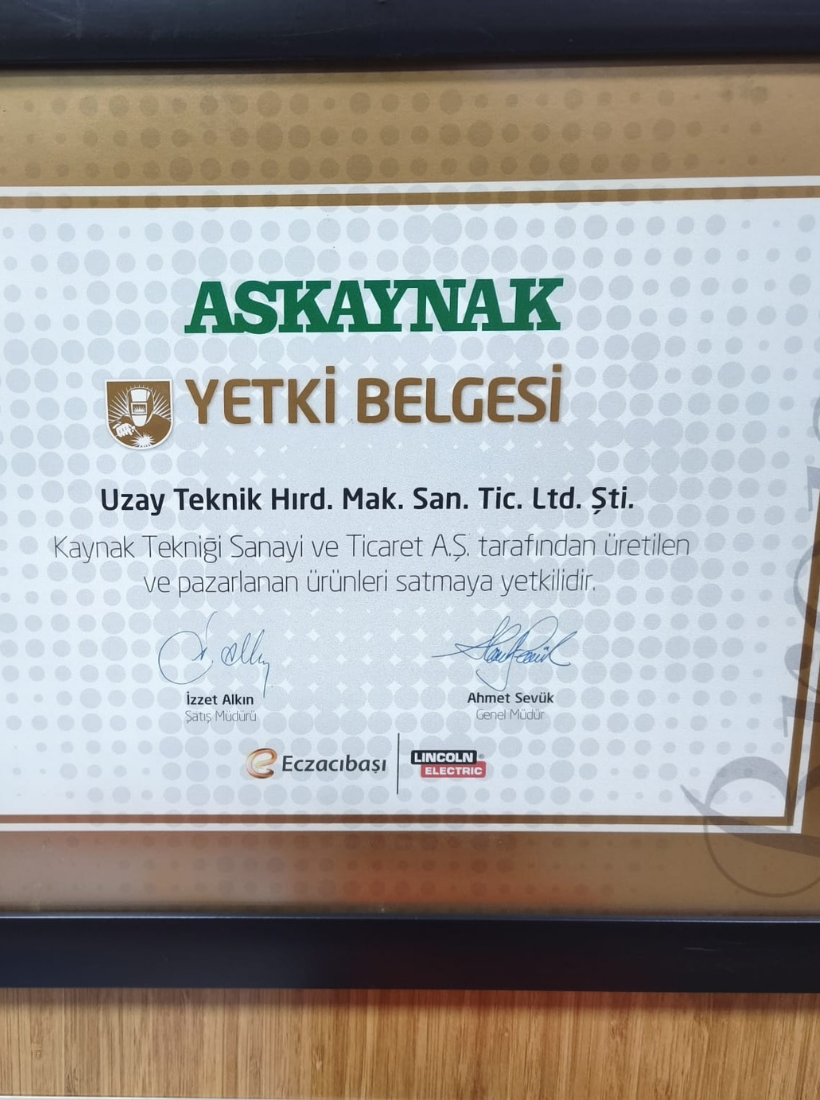 ASKAYNAK
YETKİ BELGESİ
Uzay Teknik Hırd. Mak. San. Tic. Ltd. Şti.
Kaynak Tekniği Sanayi ve Ticaret A.Ş. tarafından üretilen
ve pazarlanan ürünleri satmaya yetkilidir.
İzzet Alkın
Satış Müdürü
Ahmet Sevük
Genel Müdür
Eczacıbaşı
LINCOLN®
ELECTRIC